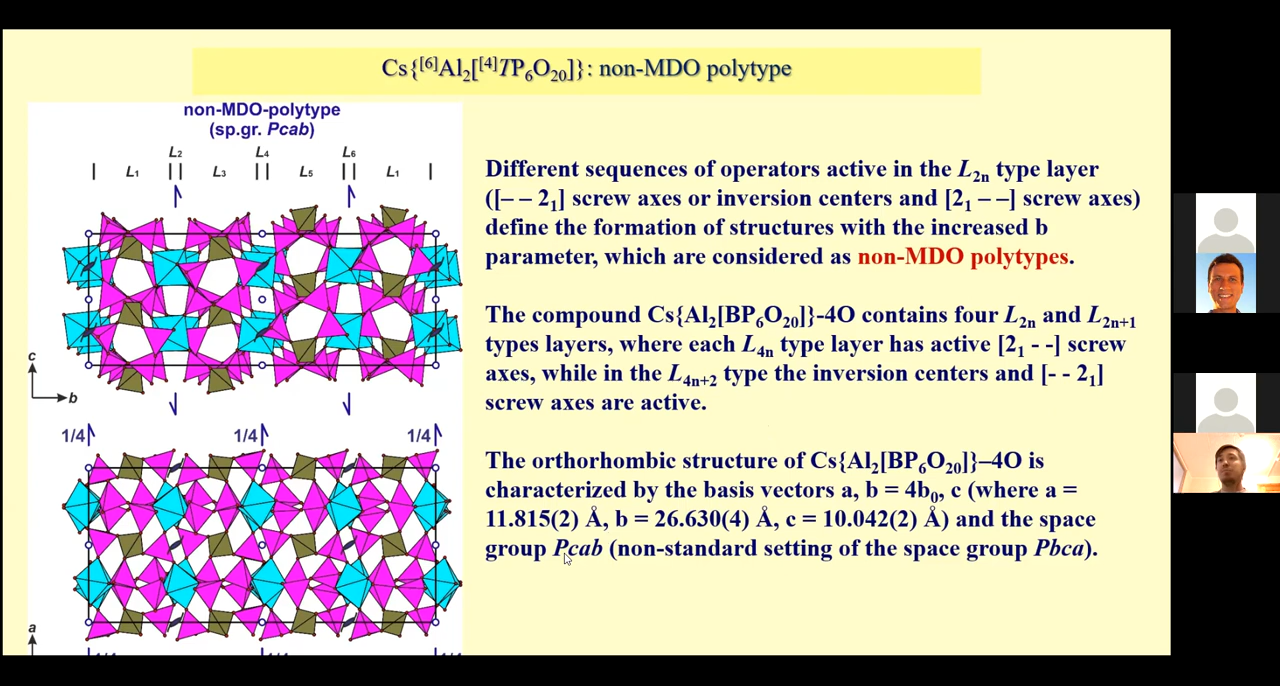 Cs{[6]Al2[[4]TP6O20]}: non-MDO polytype
non-MDO-polytype
(sp.gr. Pcab)
L2 L4 L6
L1 L3 L5 L1
c
b
1/4 1/4 1/4
a
Different sequences of operators active in the L2n type layer
([– – 21] screw axes or inversion centers and [21 – –] screw axes)
define the formation of structures with the increased b
parameter, which are considered as non-MDO polytypes.
The compound Cs{Al2[BP6O20]}-4O contains four L2n and L2n+1
types layers, where each L4n type layer has active [21 - -] screw
axes, while in the L4n+2 type the inversion centers and [- - 21]
screw axes are active.
The orthorhombic structure of Cs{Al2[BP6O20]}–4O is
characterized by the basis vectors a, b = 4b0, c (where a =
11.815(2) Å, b = 26.630(4) Å, c = 10.042(2) Å) and the space
group Pcab (non-standard setting of the space group Pbca).